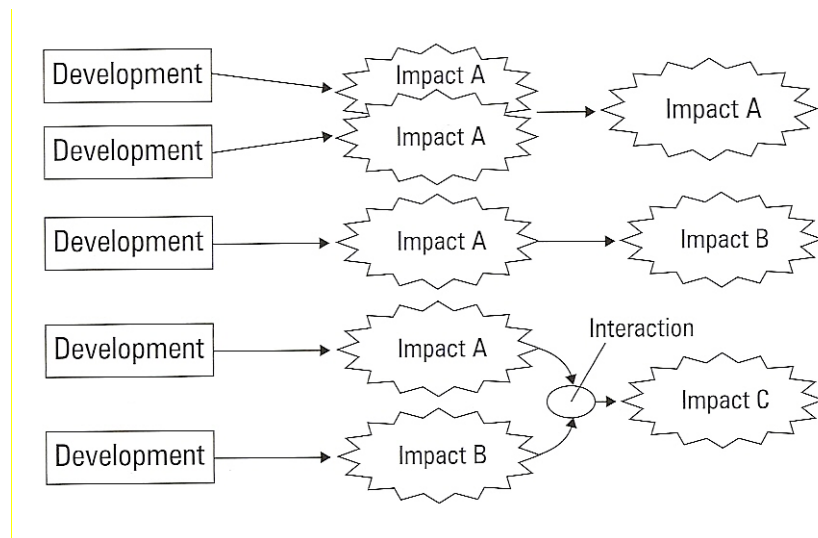 Development
Impact A
Impact A
Development
Impact A
Development
Impact A
Impact B
Interaction
Development
Impact A
Impact C
Development
Impact B